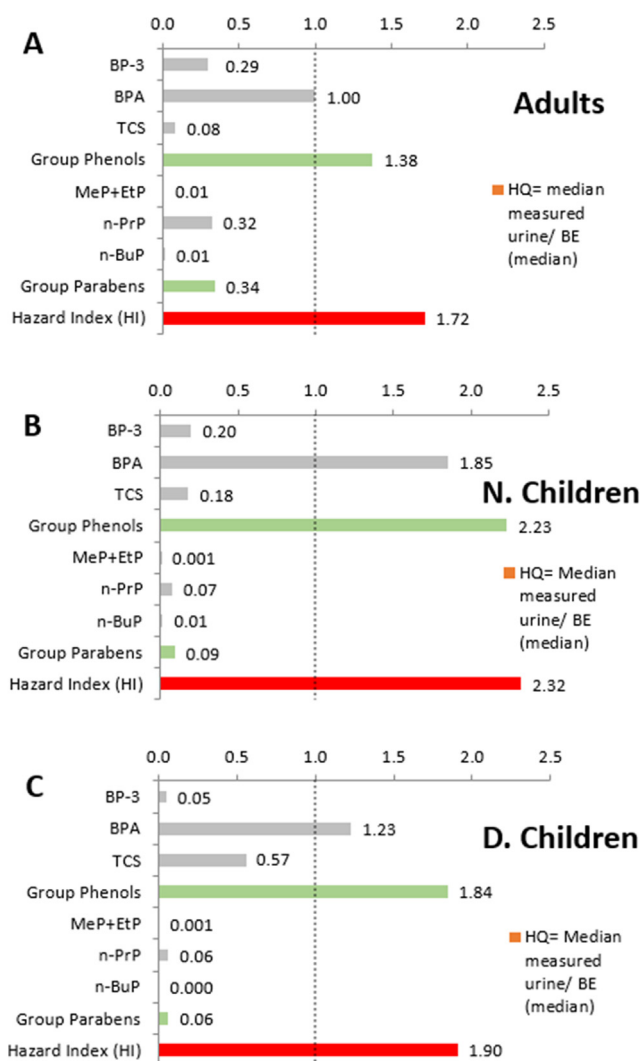 A
0.0 0.5 1.0 1.5 2.0 2.5
BP-3 0.29
BPA 1.00
Adults
TCS 0.08
Group Phenols 1.38
MeP+EtP 0.01
n-PrP 0.32
n-BuP 0.01
Group Parabens 0.34
Hazard Index (HI) 1.72
HQ= median
measured
urine/ BE
(median)
B
0.0 0.5 1.0 1.5 2.0 2.5
BP-3 0.20
BPA 1.85
TCS 0.18
N. Children
Group Phenols 2.23
MeP+EtP 0.001
n-PrP 0.07
n-BuP 0.01
Group Parabens 0.09
Hazard Index (HI) 2.32
HQ= Median
measured
urine/ BE
(median)
C
0.0 0.5 1.0 1.5 2.0 2.5
BP-3 0.05
BPA 1.23
D. Children
TCS 0.57
Group Phenols 1.84
MeP+EtP 0.001
n-PrP 0.06
n-BuP 0.000
Group Parabens 0.06
Hazard Index (HI) 1.90
HQ= Median
measured
urine/ BE
(median)